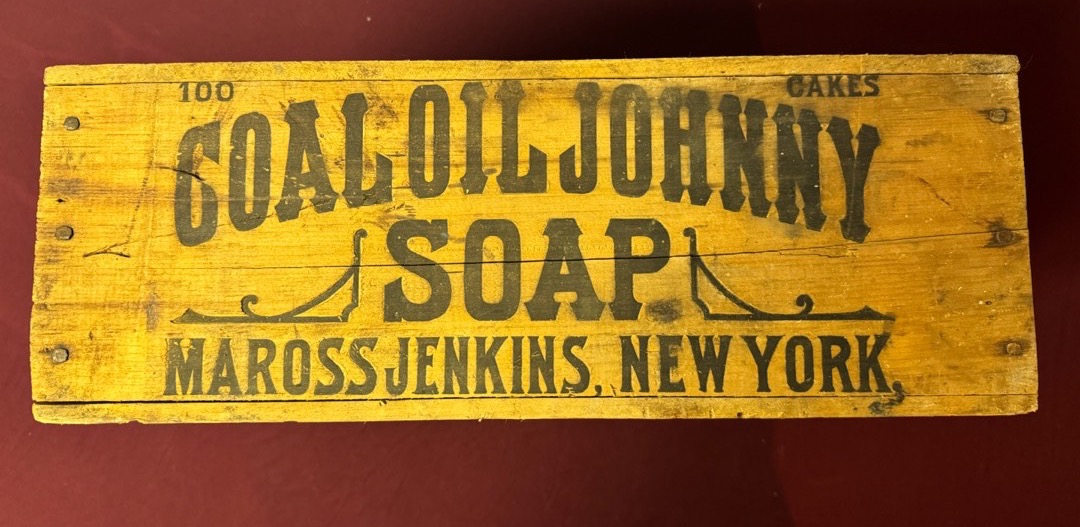 100 CAKES
COAL OIL JOHNNY
SOAP
MAROSS JENKINS, NEW YORK,